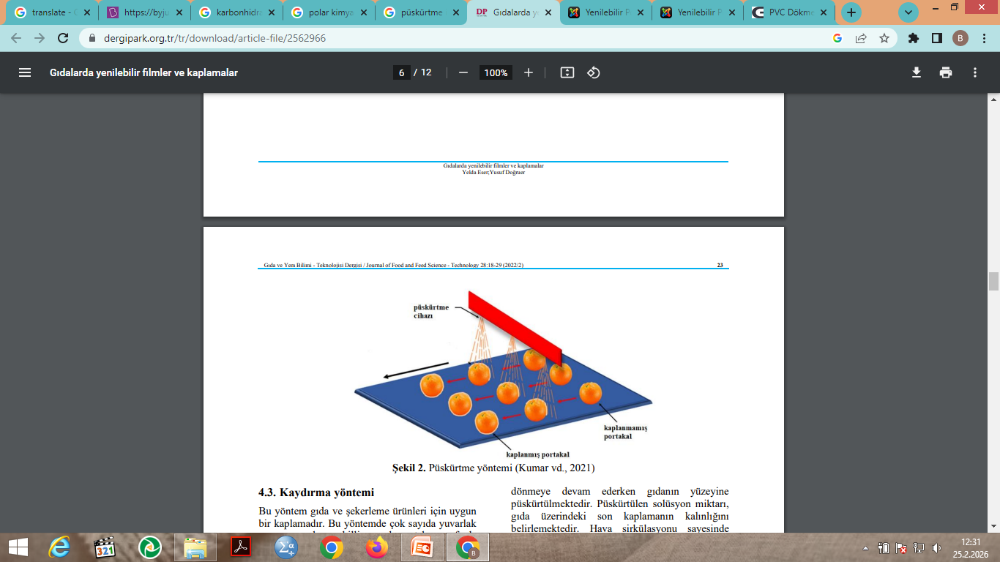 translate - G
https://byju
karbonhidra
polar kimya
püskürtme
DP Gıdalarda ye
Yenilebilir P
Yenilebilir P
PVC Dökme
dergipark.org.tr/tr/download/article-file/2562966
B
Gıdalarda yenilebilir filmler ve kaplamalar
6 / 12
100%
Gıdalarda yenilebilir filmler ve kaplamalar
Yelda Eser;Yusuf Doğruer
Gıda ve Yem Bilimi - Teknolojisi Dergisi / Journal of Food and Feed Science - Technology 28:18-29 (2022/2) 23
püskürtme
cihazı
kaplanmamış
portakal
kaplanmış portakal
Şekil 2. Püskürtme yöntemi (Kumar vd., 2021)
4.3. Kaydırma yöntemi
Bu yöntem gıda ve şekerleme ürünleri için uygun
bir kaplamadır. Bu yöntemde çok sayıda yuvarlak
dönmeye devam ederken gıdanın yüzeyine
püskürtülmektedir. Püskürtülen solüsyon miktarı,
gıda üzerindeki son kaplamanın kalınlığını
belirlemektedir. Hava sirkülasyonu sayesinde
321
Σα
B
12:31
25.2.2026